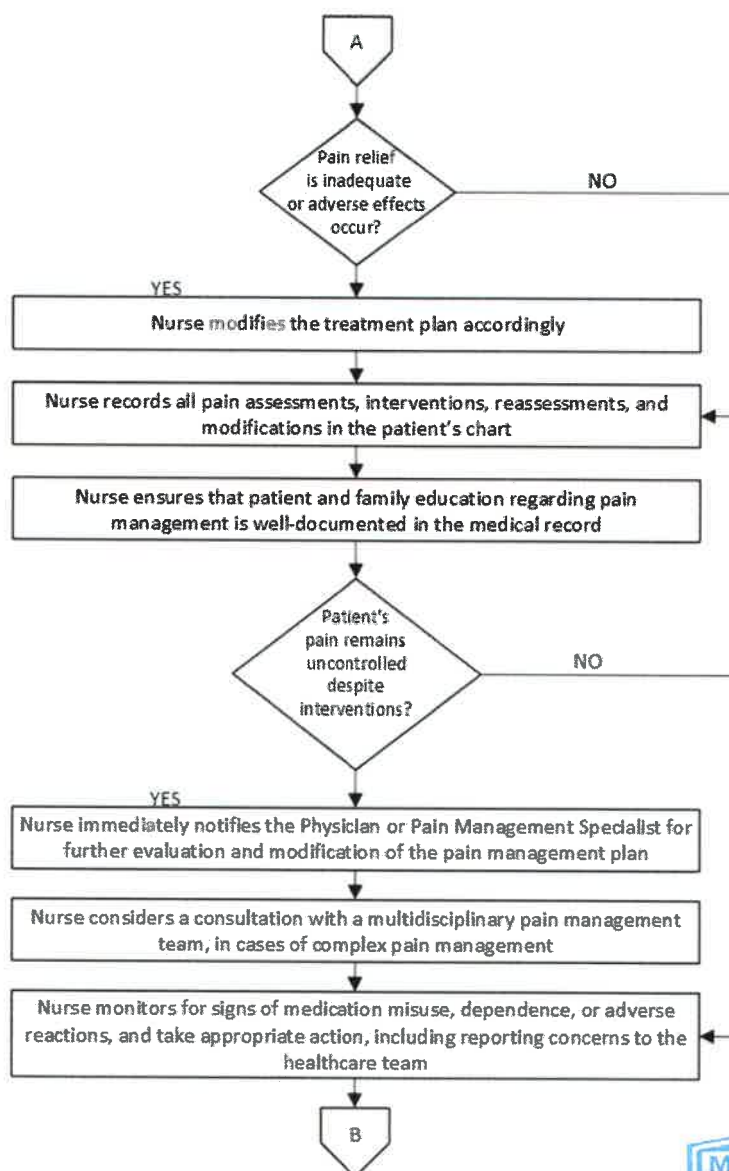 A
Pain relief
is inadequate
or adverse effects
occur?
NO
YES
Nurse modifies the treatment plan accordingly
Nurse records all pain assessments, interventions, reassessments, and
modifications in the patient's chart
Nurse ensures that patient and family education regarding pain
management is well-documented in the medical record
Patient's
pain remains
uncontrolled
despite
interventions?
NO
YES
Nurse immediately notifies the Physician or Pain Management Specialist for
further evaluation and modification of the pain management plan
Nurse considers a consultation with a multidisciplinary pain management
team, in cases of complex pain management
Nurse monitors for signs of medication misuse, dependence, or adverse
reactions, and take appropriate action, including reporting concerns to the
healthcare team
B